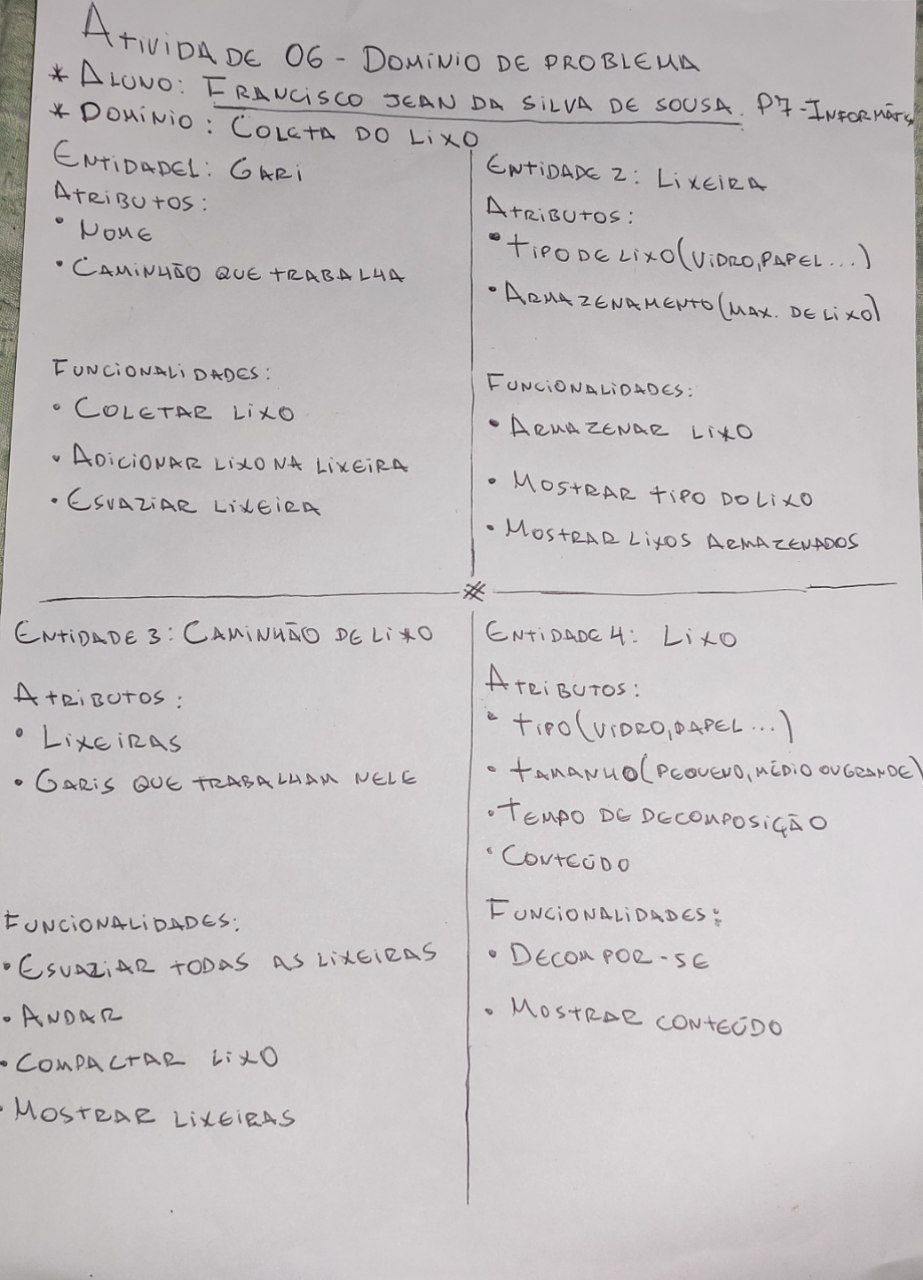 ATIVIDADE 06 - DOMÍNIO DE PROBLEMA
* ALUNO: FRANCISCO JEAN DA SILVA DE SOUSA. P7-INFORMÁTICA
* DOMÍNIO: COLETA DO LIXO
ENTIDADE1: GARI
ATRIBUTOS:
• NOME
• CAMINHÃO QUE TRABALHA
FUNCIONALIDADES:
• COLETAR LIXO
• ADICIONAR LIXO NA LIXEIRA
• ESVAZIAR LIXEIRA
ENTIDADE 2: LIXEIRA
ATRIBUTOS:
• TIPO DE LIXO(VIDRO,PAPEL...)
• ARMAZENAMENTO(MAX. DE LIXO)
FUNCIONALIDADES:
• ARMAZENAR LIXO
• MOSTRAR TIPO DO LIXO
• MOSTRAR LIXOS ARMAZENADOS
ENTIDADE 3: CAMINHÃO DE LIXO
ATRIBUTOS:
• LIXEIRAS
• GARIS QUE TRABALHAM NELE
FUNCIONALIDADES:
• ESVAZIAR TODAS AS LIXEIRAS
• ANDAR
• COMPACTAR LIXO
• MOSTRAR LIXEIRAS
ENTIDADE 4: LIXO
ATRIBUTOS:
• TIPO(VIDRO,PAPEL...)
• TAMANHO(PEQUENO,MÉDIO OU GRANDE)
• TEMPO DE DECOMPOSIÇÃO
• CONTEÚDO
FUNCIONALIDADES:
• DECOMPOR-SE
• MOSTRAR CONTEÚDO